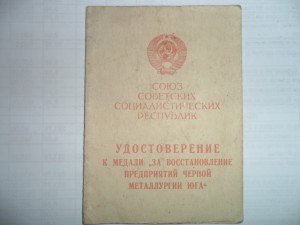 СОЮЗ
СОВЕТСКИХ
СОЦИАЛИСТИЧЕСКИХ
РЕСПУБЛИК
УДОСТОВЕРЕНИЕ
К МЕДАЛИ „ЗА ВОССТАНОВЛЕНИЕ
ПРЕДПРИЯТИЙ ЧЕРНОЙ
МЕТАЛЛУРГИИ ЮГА“